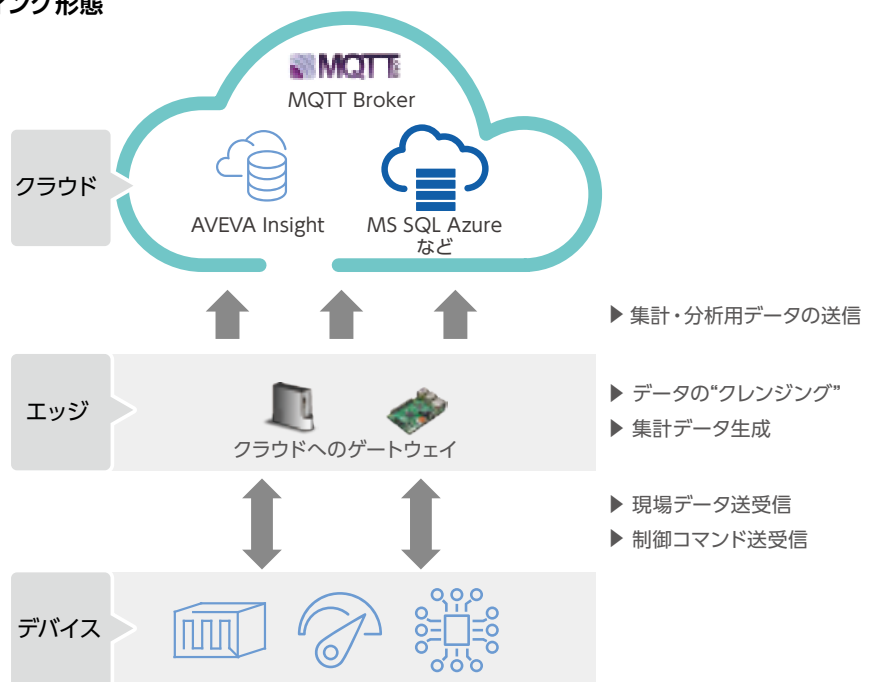 形態
MQTT
MQTT Broker
クラウド
AVEVA Insight
MS SQL Azure
など
▶ 集計・分析用データの送信
エッジ
クラウドへのゲートウェイ
▶ データの“クレンジング”
▶ 集計データ生成
▶ 現場データ送受信
▶ 制御コマンド送受信
デバイス